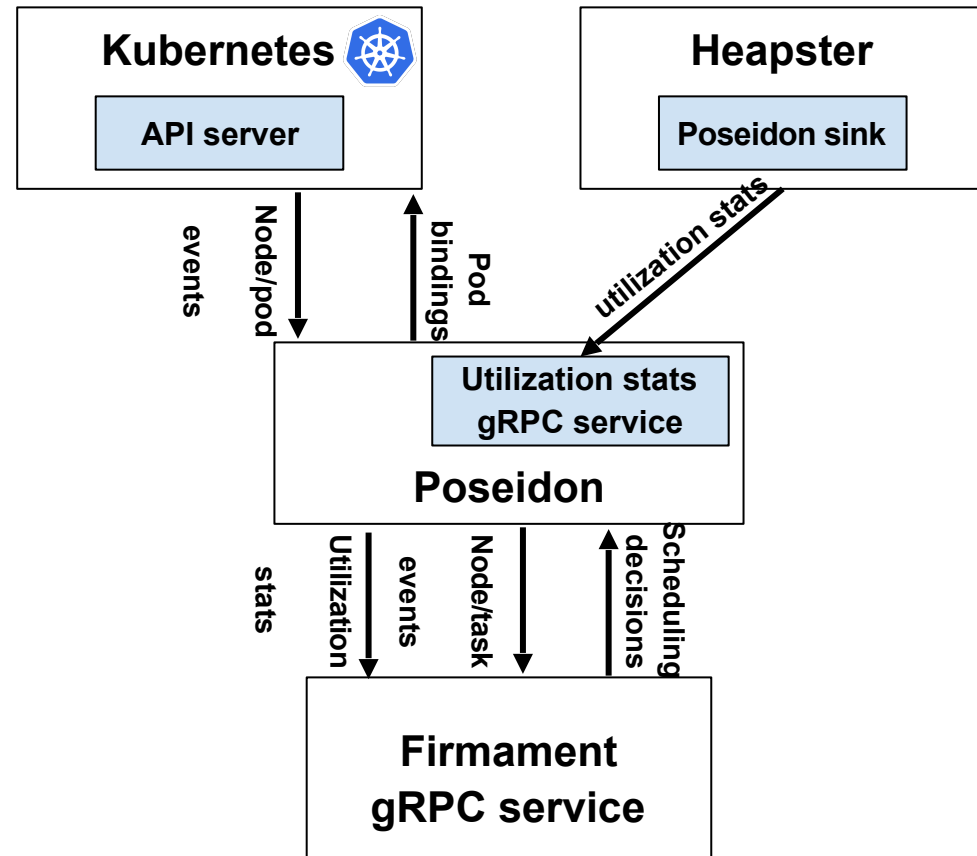 Kubernetes
Heapster
API server
Poseidon sink
Node/pod
events
Pod
bindings
utilization stats
Utilization stats
gRPC service
Poseidon
Utilization
stats
Node/task
events
Scheduling
decisions
Firmament
gRPC service